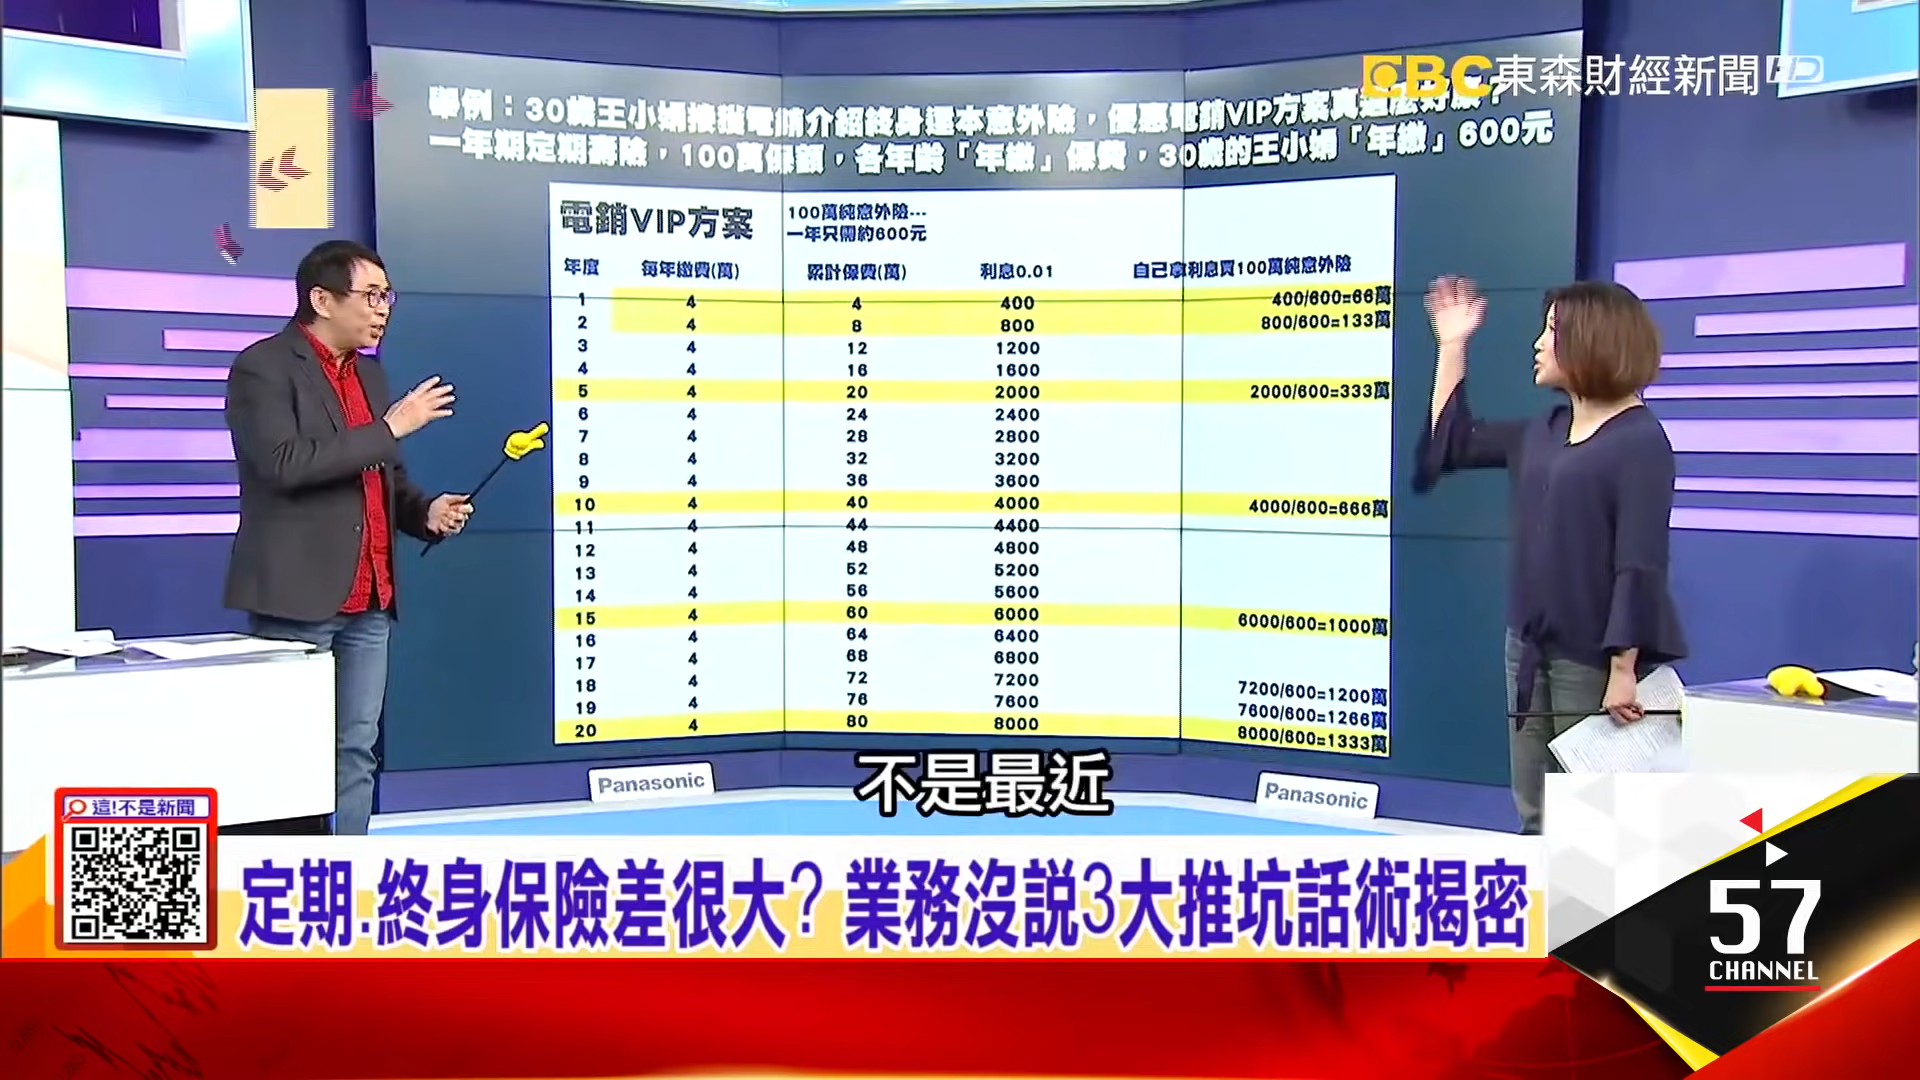 EBC 東森財經新聞 HD
舉例：30歲王小娟接獲電銷介紹終身還本意外險，優惠電銷VIP方案真這麼好康？
一年期定期壽險，100萬保額，各年齡「年繳」保費，30歲的王小娟「年繳」600元
電銷VIP方案
100萬純意外險---
一年只需約600元
年度 每年繳費(萬) 累計保費(萬) 利息0.01 自己拿利息買100萬純意外險
1 4 4 400 400/600=66萬
2 4 8 800 800/600=133萬
3 4 12 1200
4 4 16 1600
5 4 20 2000 2000/600=333萬
6 4 24 2400
7 4 28 2800
8 4 32 3200
9 4 36 3600
10 4 40 4000 4000/600=666萬
11 4 44 4400
12 4 48 4800
13 4 52 5200
14 4 56 5600
15 4 60 6000 6000/600=1000萬
16 4 64 6400
17 4 68 6800
18 4 72 7200 7200/600=1200萬
19 4 76 7600 7600/600=1266萬
20 4 80 8000 8000/600=1333萬
Panasonic
Panasonic
不是最近
這!不是新聞
定期.終身保險差很大? 業務沒説3大推坑話術揭密
57
CHANNEL